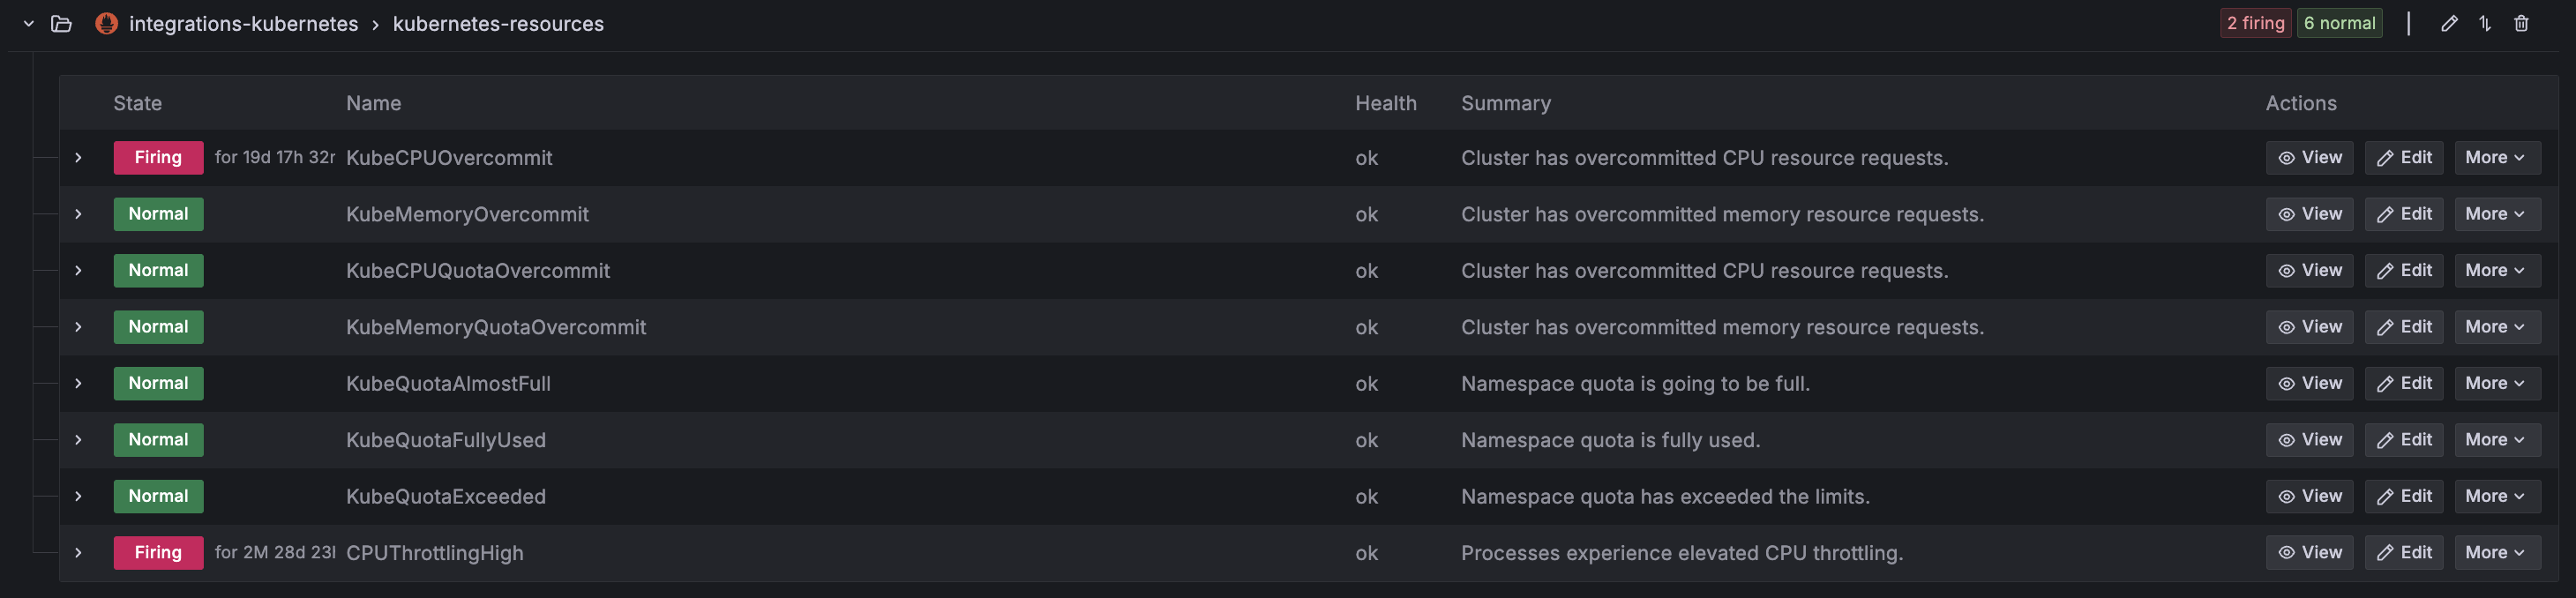 integrations-kubernetes > kubernetes-resources 2 firing 6 normal
State Name Health Summary Actions
Firing for 19d 17h 32 KubeCPUOvercommit ok Cluster has overcommitted CPU resource requests. View Edit More
Normal KubeMemoryOvercommit ok Cluster has overcommitted memory resource requests. View Edit More
Normal KubeCPUQuotaOvercommit ok Cluster has overcommitted CPU resource requests. View Edit More
Normal KubeMemoryQuotaOvercommit ok Cluster has overcommitted memory resource requests. View Edit More
Normal KubeQuotaAlmostFull ok Namespace quota is going to be full. View Edit More
Normal KubeQuotaFullyUsed ok Namespace quota is fully used. View Edit More
Normal KubeQuotaExceeded ok Namespace quota has exceeded the limits. View Edit More
Firing for 2M 28d 23 CPUThrottlingHigh ok Processes experience elevated CPU throttling. View Edit More